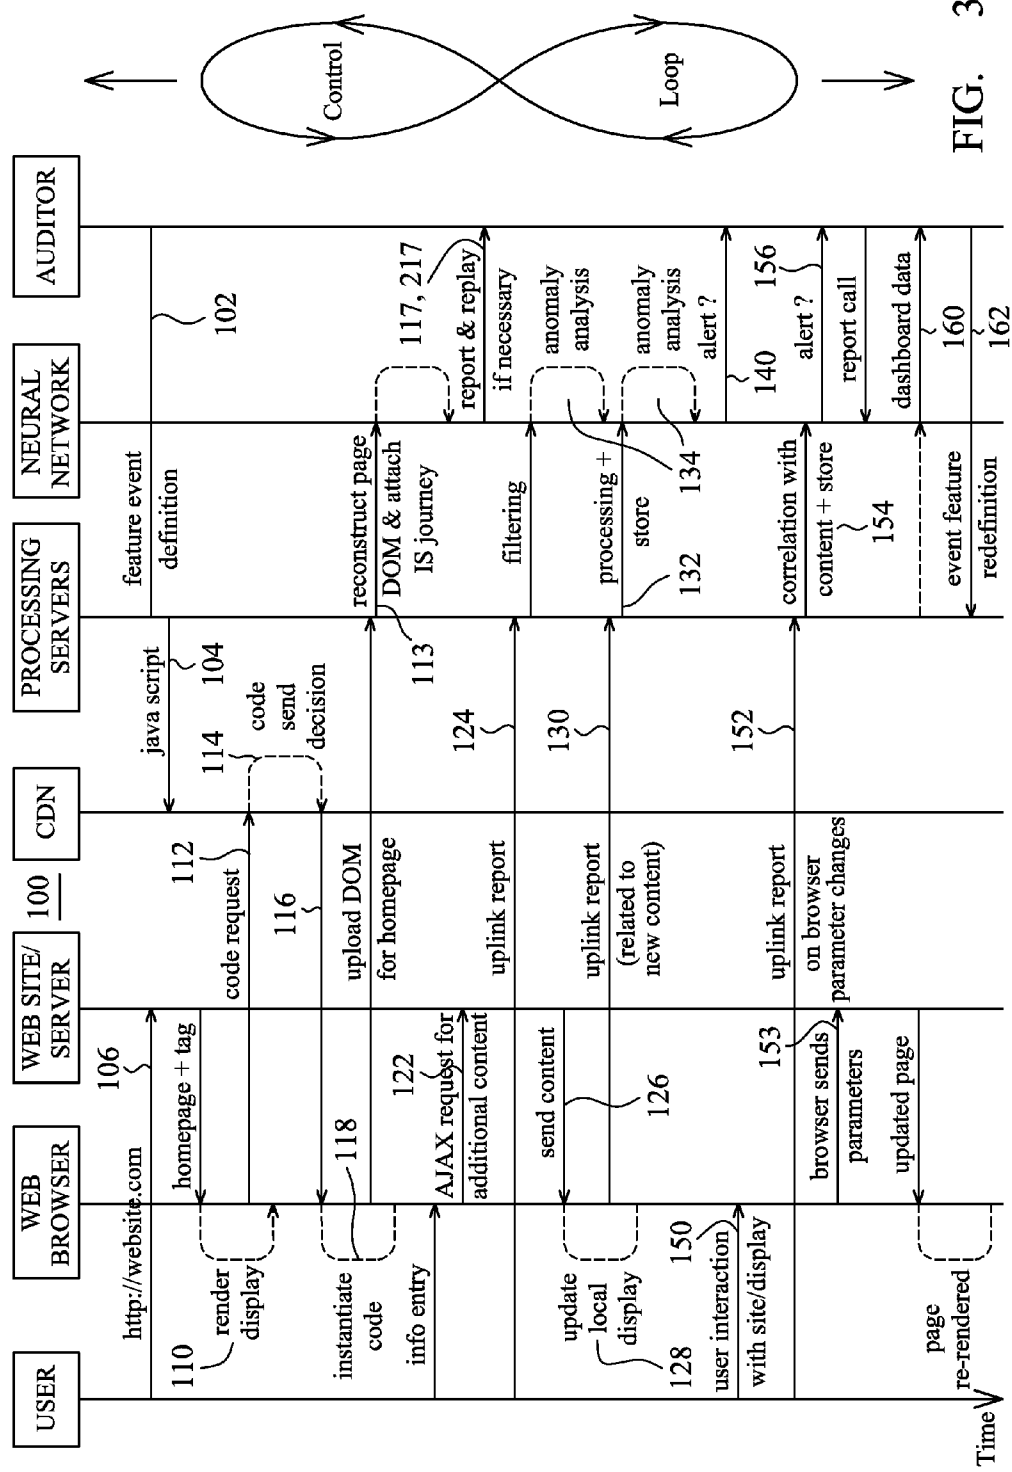 USER
WEB
BROWSER
WEB SITE/
SERVER
100
CDN
PROCESSING
SERVERS
NEURAL
NETWORK
AUDITOR
http://website.com
106
feature event
definition
102
java script
104
homepage + tag
110
render
display
code request
112
114
code
send
decision
116
instantiate
code
118
upload DOM
for homepage
reconstruct page
DOM & attach
IS journey
113
117, 217
report & replay
if necessary
info entry
122
AJAX request for
additional content
uplink report
124
filtering
anomaly
analysis
send content
126
update
local
display
128
uplink report
(related to
new content)
130
processing +
store
132
134
anomaly
analysis
alert ?
140
150
user interaction
with site/display
uplink report
on browser
parameter changes
152
153
browser sends
parameters
correlation with
content + store
154
alert ?
156
report call
updated page
dashboard data
160
page
re-rendered
event feature
redefinition
162
Time
Control
Loop
FIG. 3